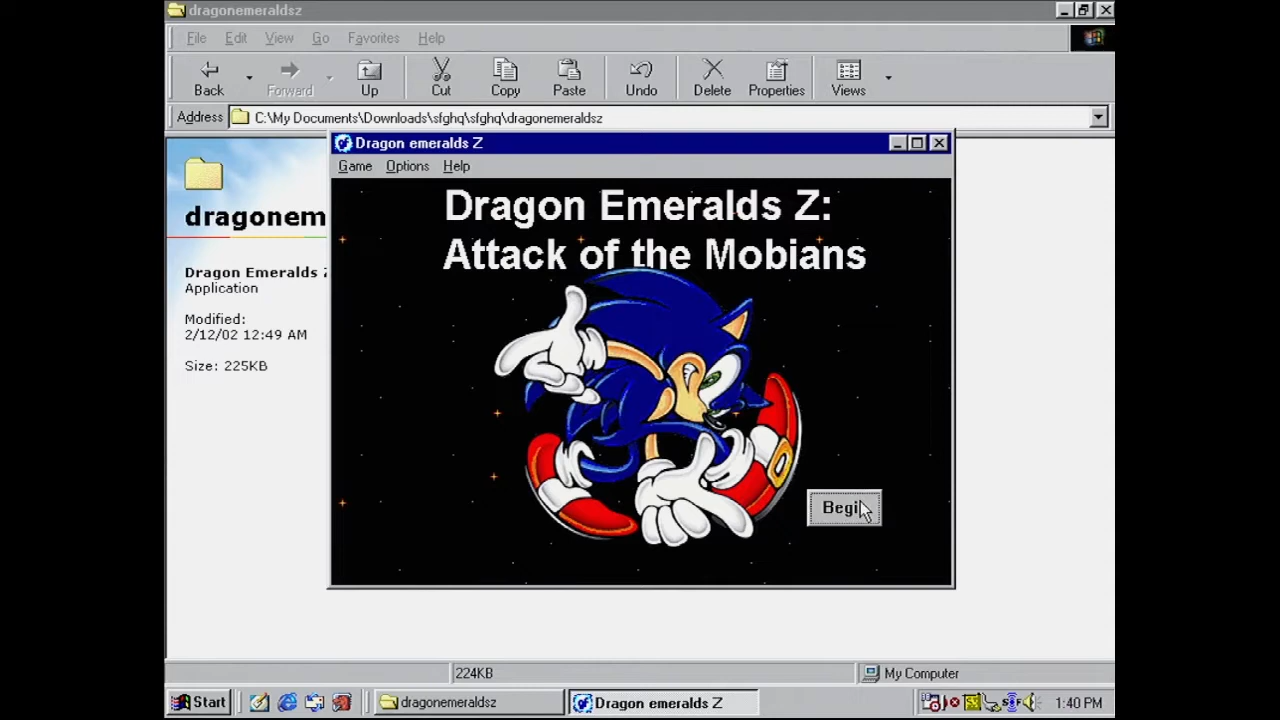 dragonemeraldsz
File Edit View Go Favorites Help
Back Forward Up Cut Copy Paste Undo Delete Properties Views
Address C:\My Documents\Downloads\sfghq\sfghq\dragonemeraldsz
Dragon emeralds Z
Game Options Help
dragonem
Dragon Emeralds
Application
Modified:
2/12/02 12:49 AM
Size: 225KB
Dragon Emeralds Z:
Attack of the Mobians
Begi
224KB My Computer
Start dragonemeraldsz Dragon emeralds Z 1:40 PM